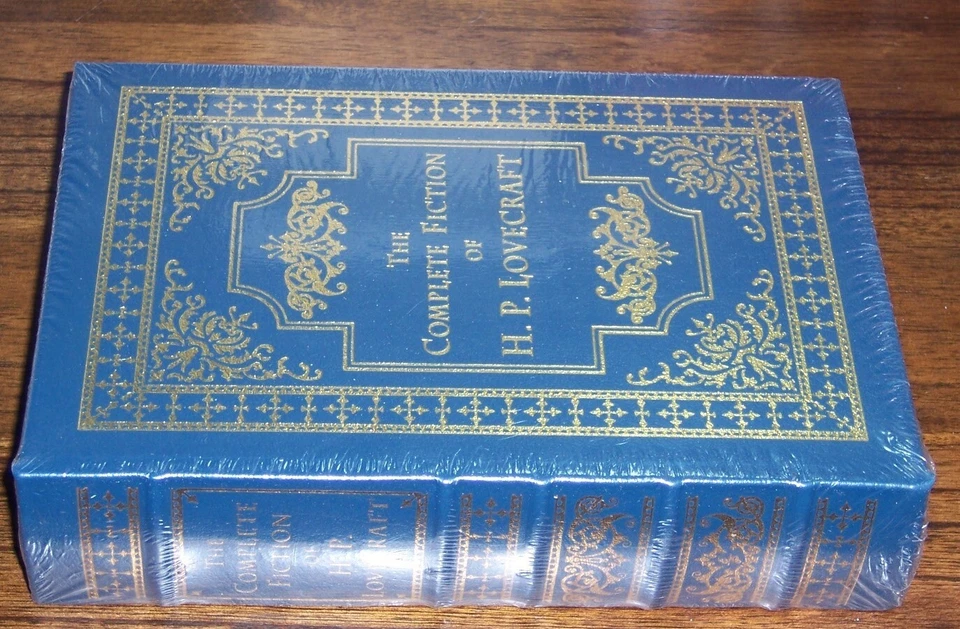 THE
COMPLETE FICTION
OF
H. P. LOVECRAFT
THE
COMPLETE
FICTION
OF
H.P.
LOVECRAFT